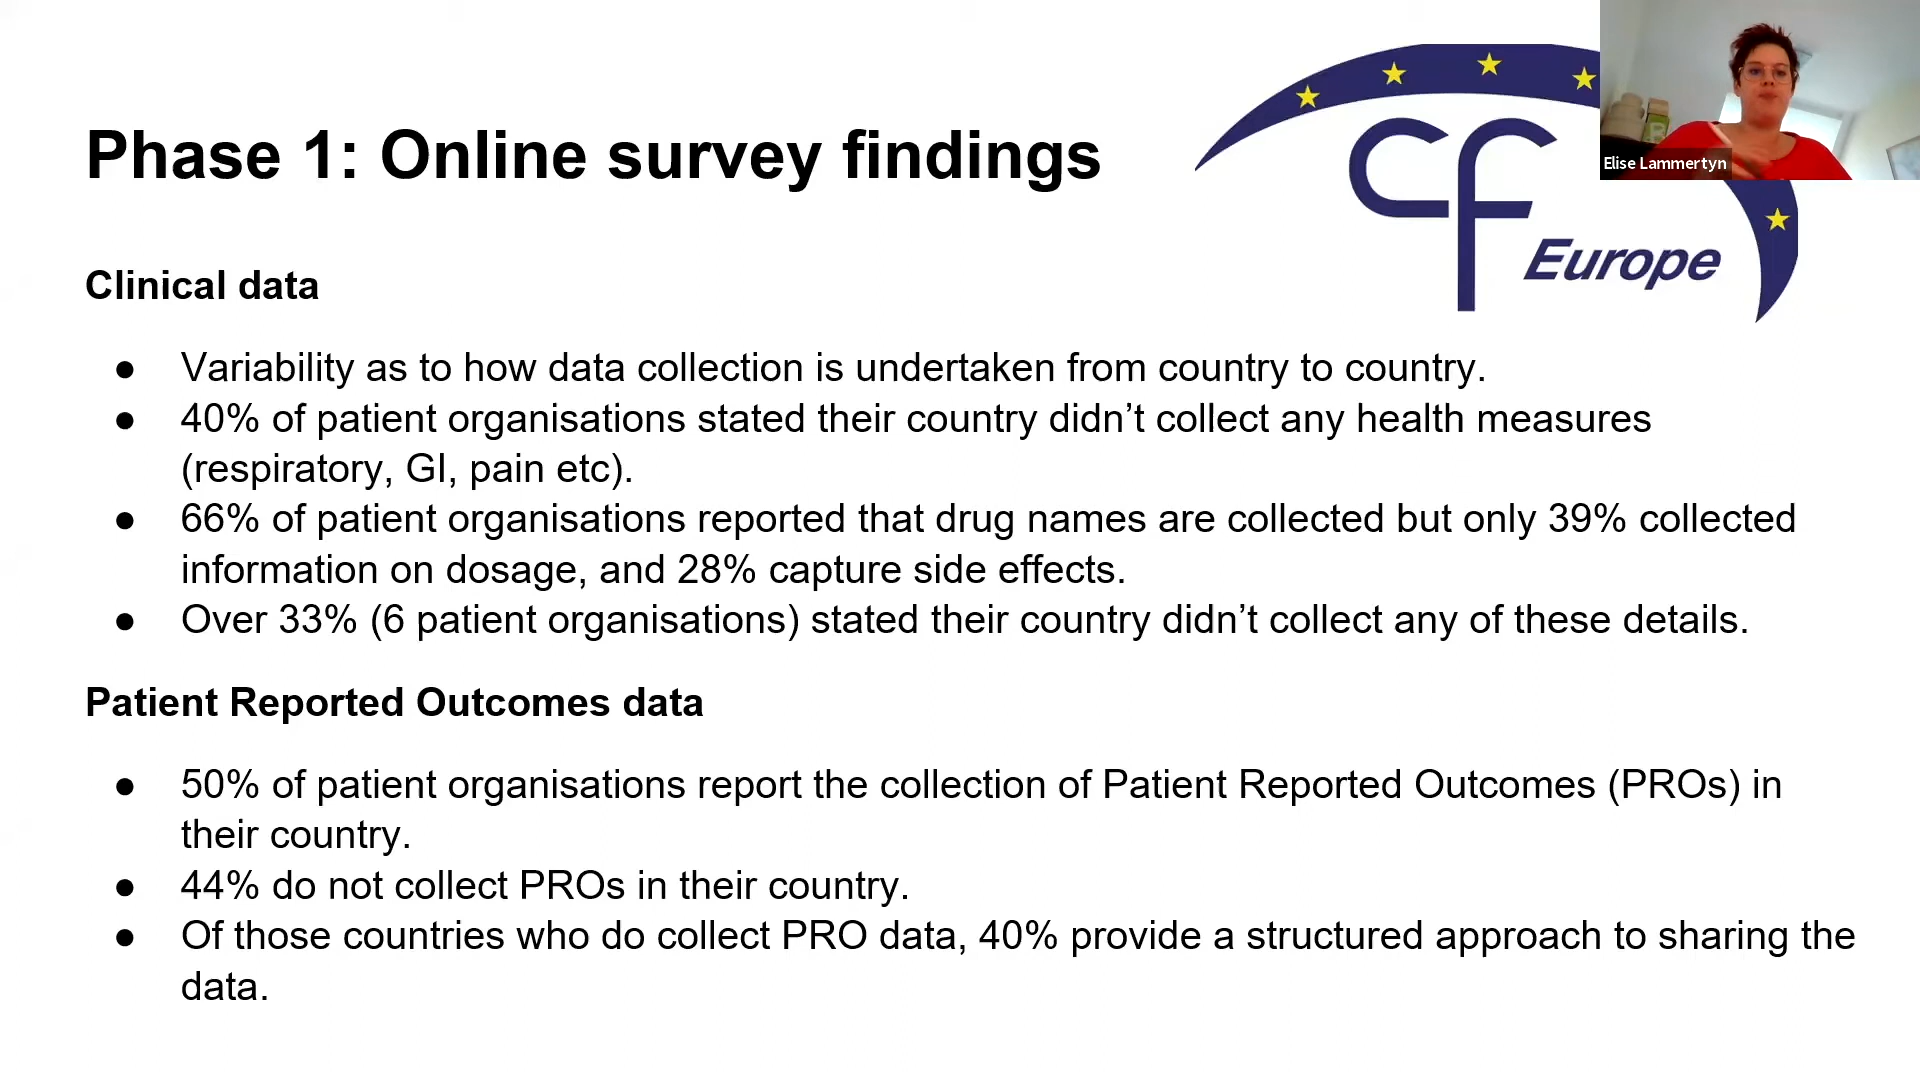 Phase 1: Online survey findings
cf
Europe
Elise Lammertyn
Clinical data
● Variability as to how data collection is undertaken from country to country.
● 40% of patient organisations stated their country didn’t collect any health measures
(respiratory, GI, pain etc).
● 66% of patient organisations reported that drug names are collected but only 39% collected
information on dosage, and 28% capture side effects.
● Over 33% (6 patient organisations) stated their country didn’t collect any of these details.
Patient Reported Outcomes data
● 50% of patient organisations report the collection of Patient Reported Outcomes (PROs) in
their country.
● 44% do not collect PROs in their country.
● Of those countries who do collect PRO data, 40% provide a structured approach to sharing the
data.